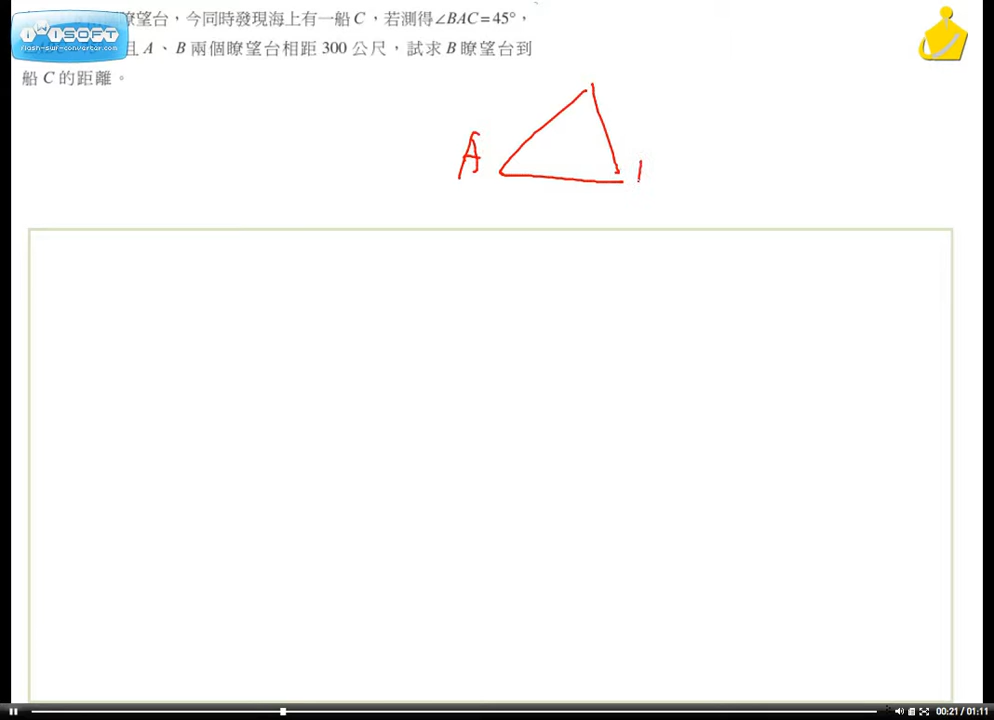 瞭望台，今同時發現海上有一船 C，若測得∠BAC = 45°，
且 A、B 兩個瞭望台相距 300 公尺，試求 B 瞭望台到
船 C 的距離。
iWiSOFT
flash-swf-converter.com
A
00:21 / 01:11